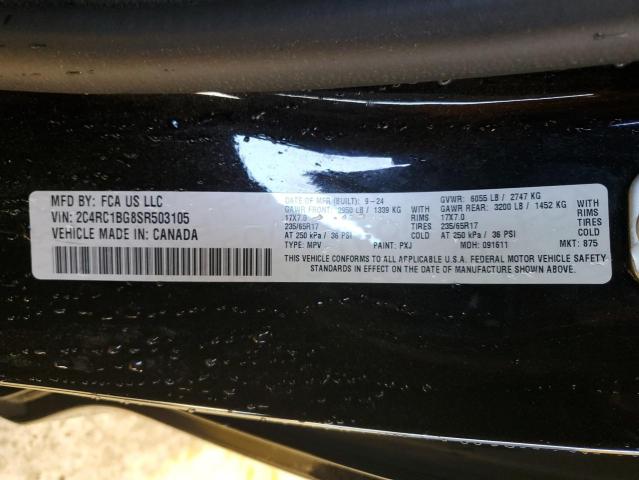 MFD BY: FCA US LLC
VIN: 2C4RC1BG8SR503105
VEHICLE MADE IN: CANADA
DATE OF MFR (BUILT): 9-24
GAWR FRONT: 2950 LB / 1339 KG
17X7.0 RIMS
235/65R17 TIRES
AT 250 kPa / 36 PSI COLD
GVWR: 6055 LB / 2747 KG
GAWR REAR: 3200 LB / 1452 KG
17X7.0 RIMS
235/65R17 TIRES
AT 250 kPa / 36 PSI COLD
TYPE: MPV PAINT: PXJ MDH: 091611 MKT: 875
THIS VEHICLE CONFORMS TO ALL APPLICABLE U.S.A. FEDERAL MOTOR VEHICLE SAFETY
STANDARDS IN EFFECT ON THE DATE OF MANUFACTURE SHOWN ABOVE.